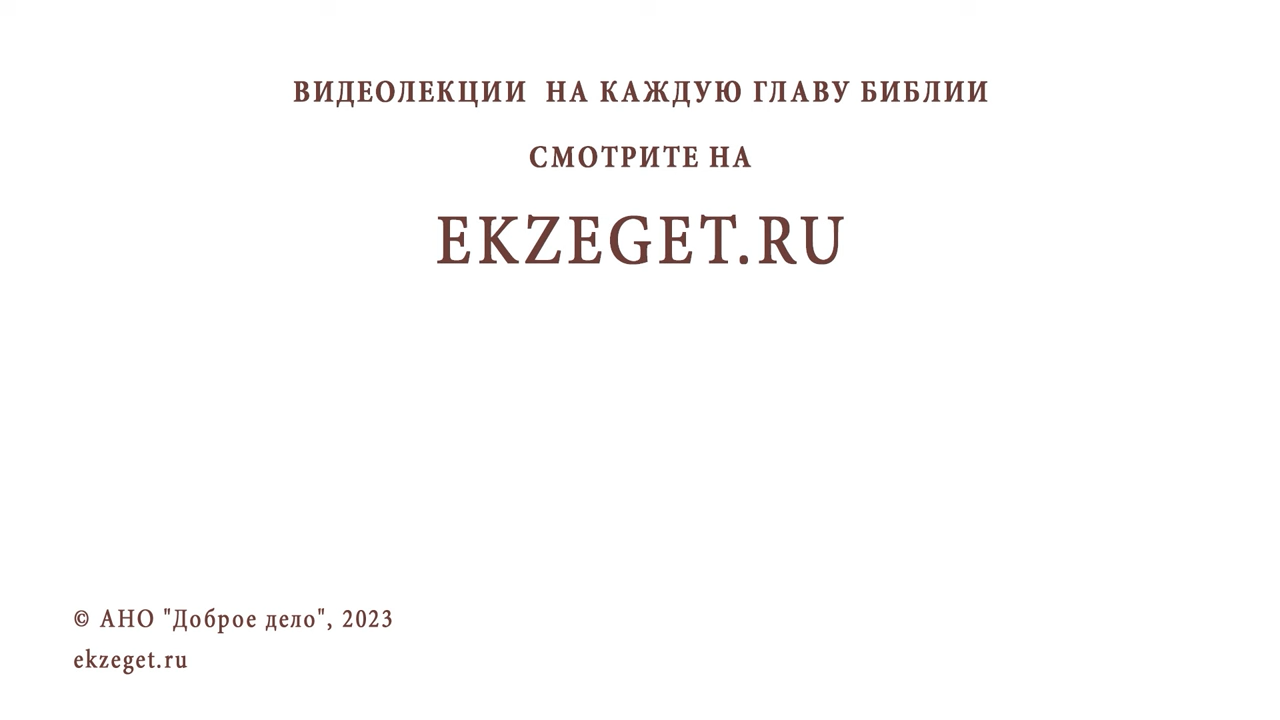 ВИДЕОЛЕКЦИИ  НА КАЖДУЮ ГЛАВУ БИБЛИИ
СМОТРИТЕ НА
EKZEGET.RU
© АНО "Доброе дело", 2023
ekzeget.ru